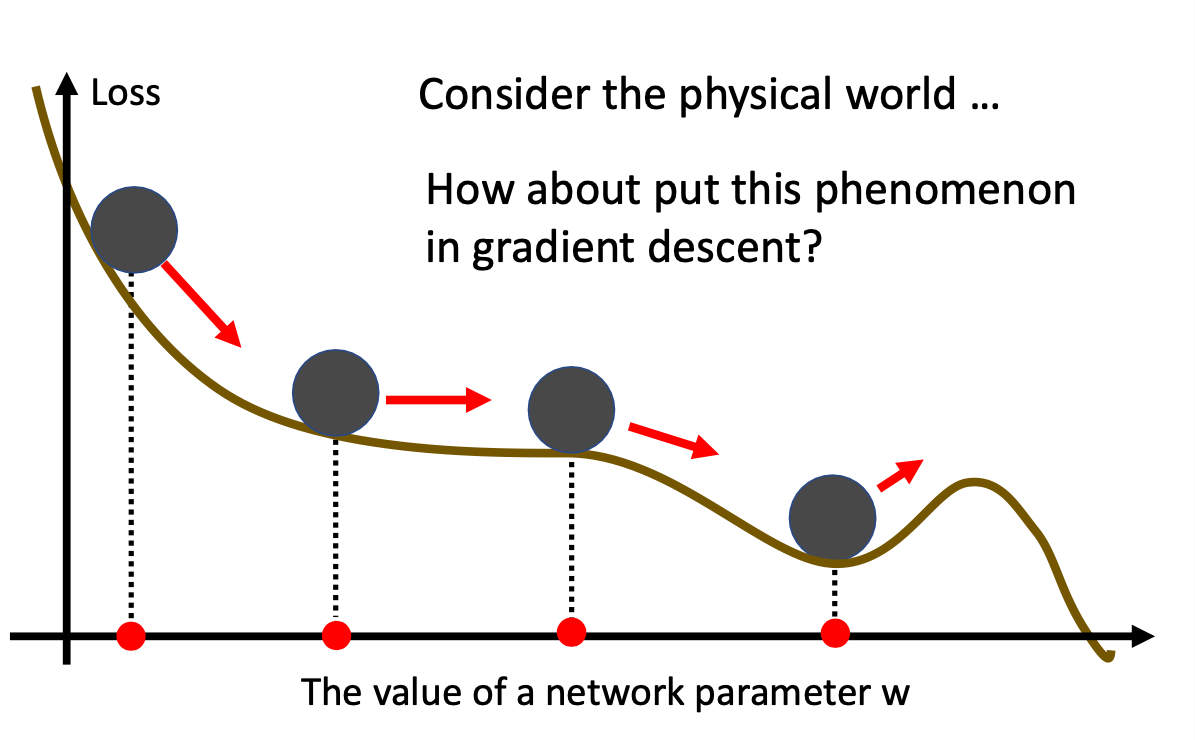 Loss
Consider the physical world ...
How about put this phenomenon
in gradient descent?
The value of a network parameter w